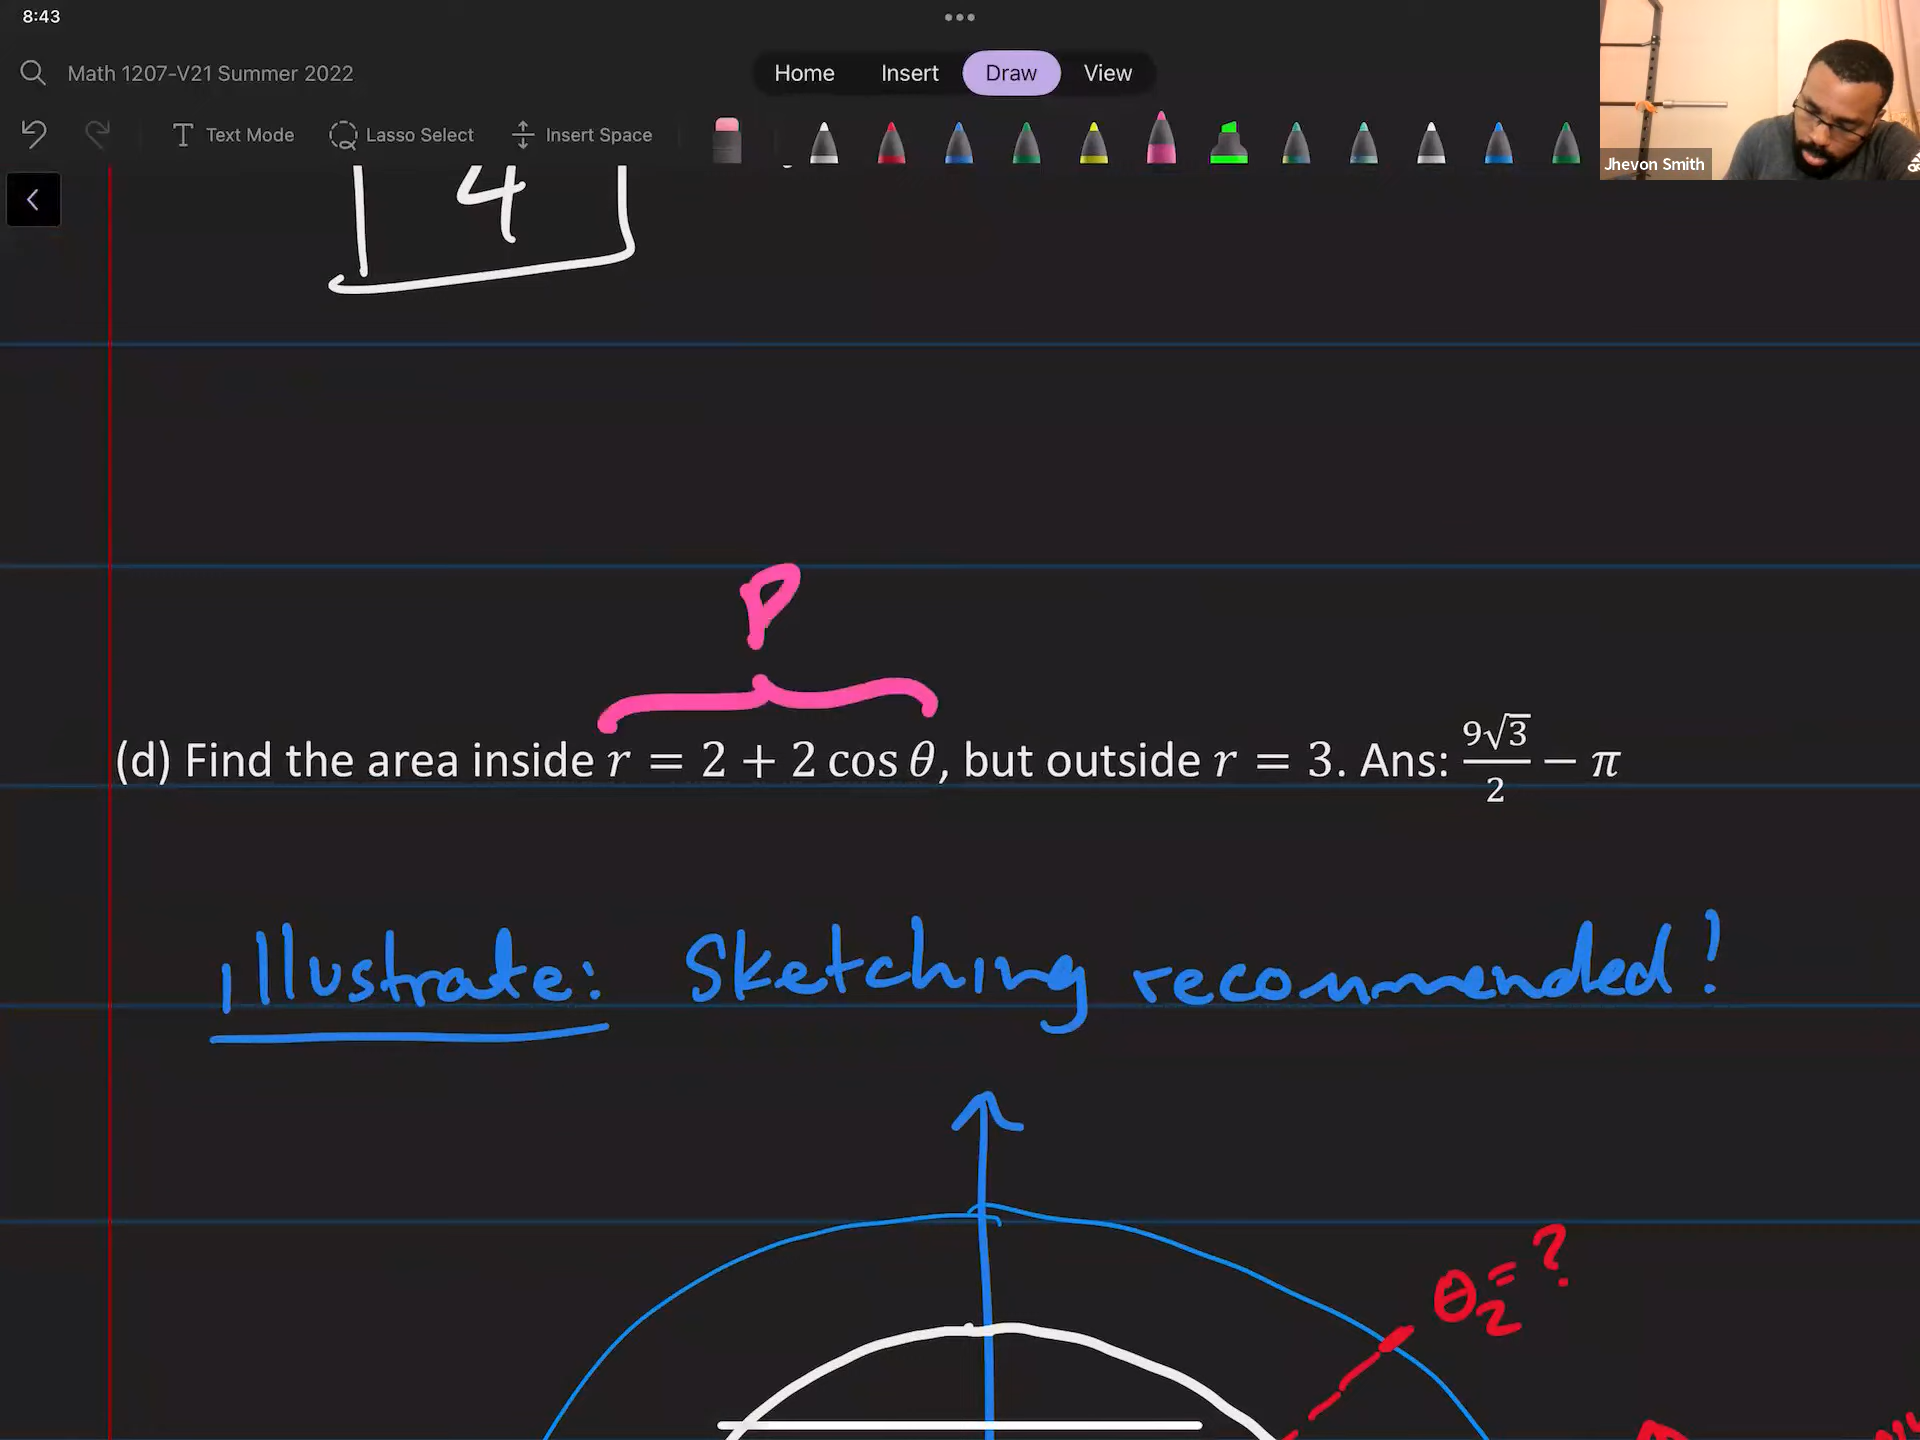 8:43
Math 1207-V21 Summer 2022
Home Insert Draw View
Text Mode Lasso Select Insert Space
Jhevon Smith
4
P
(d) Find the area inside r = 2 + 2 cos θ, but outside r = 3. Ans: 9√3/2 − π
Illustrate: Sketching recommended!
θ₂ = ?